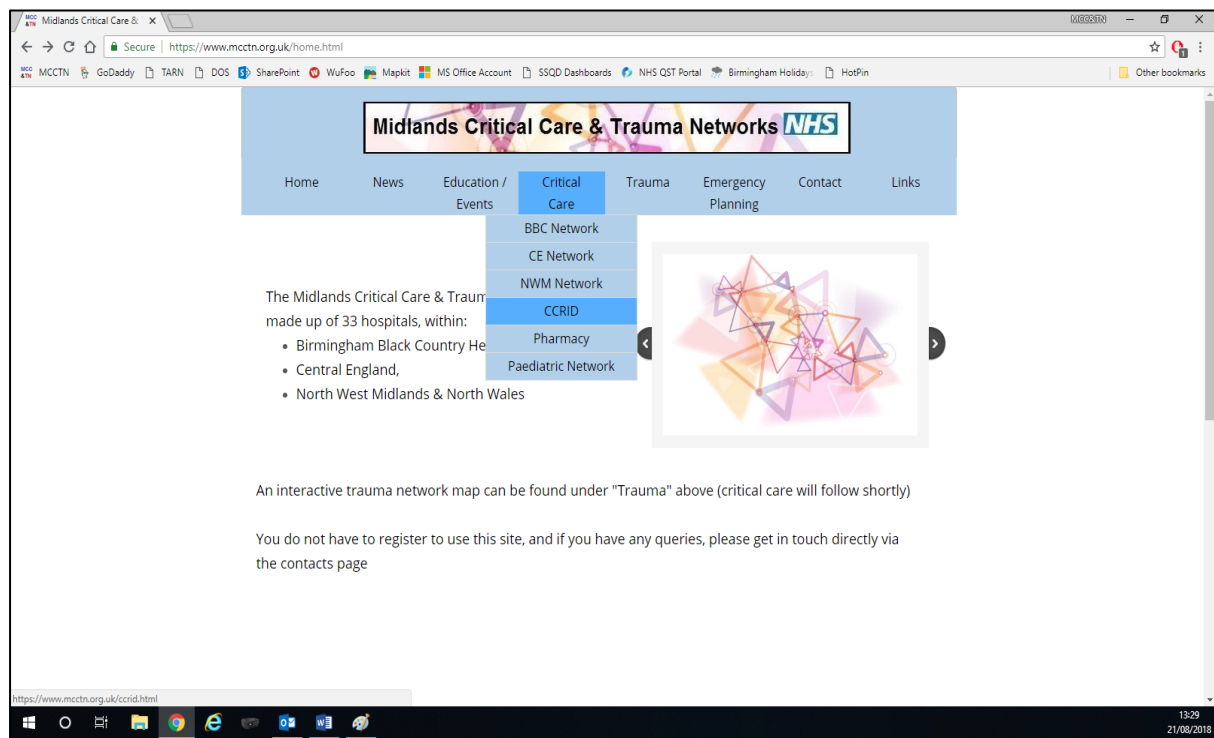 MCC &TN Midlands Critical Care &
MCC&TN
Secure | https://www.mcctn.org.uk/home.html
MCC &TN MCCTN GoDaddy TARN DOS SharePoint WuFoo Mapkit MS Office Account SSQD Dashboards NHS QST Portal Birmingham Holidays HotPin Other bookmarks
Midlands Critical Care & Trauma Networks NHS
Home News Education / Critical Trauma Emergency Contact Links
Events Care Planning
BBC Network
CE Network
NWM Network
The Midlands Critical Care & Traum
CCRID
made up of 33 hospitals, within:
Pharmacy
• Birmingham Black Country He
Paediatric Network
• Central England,
• North West Midlands & North Wales
An interactive trauma network map can be found under "Trauma" above (critical care will follow shortly)
You do not have to register to use this site, and if you have any queries, please get in touch directly via
the contacts page
https://www.mcctn.org.uk/ccrid.html
13:29
21/08/2018